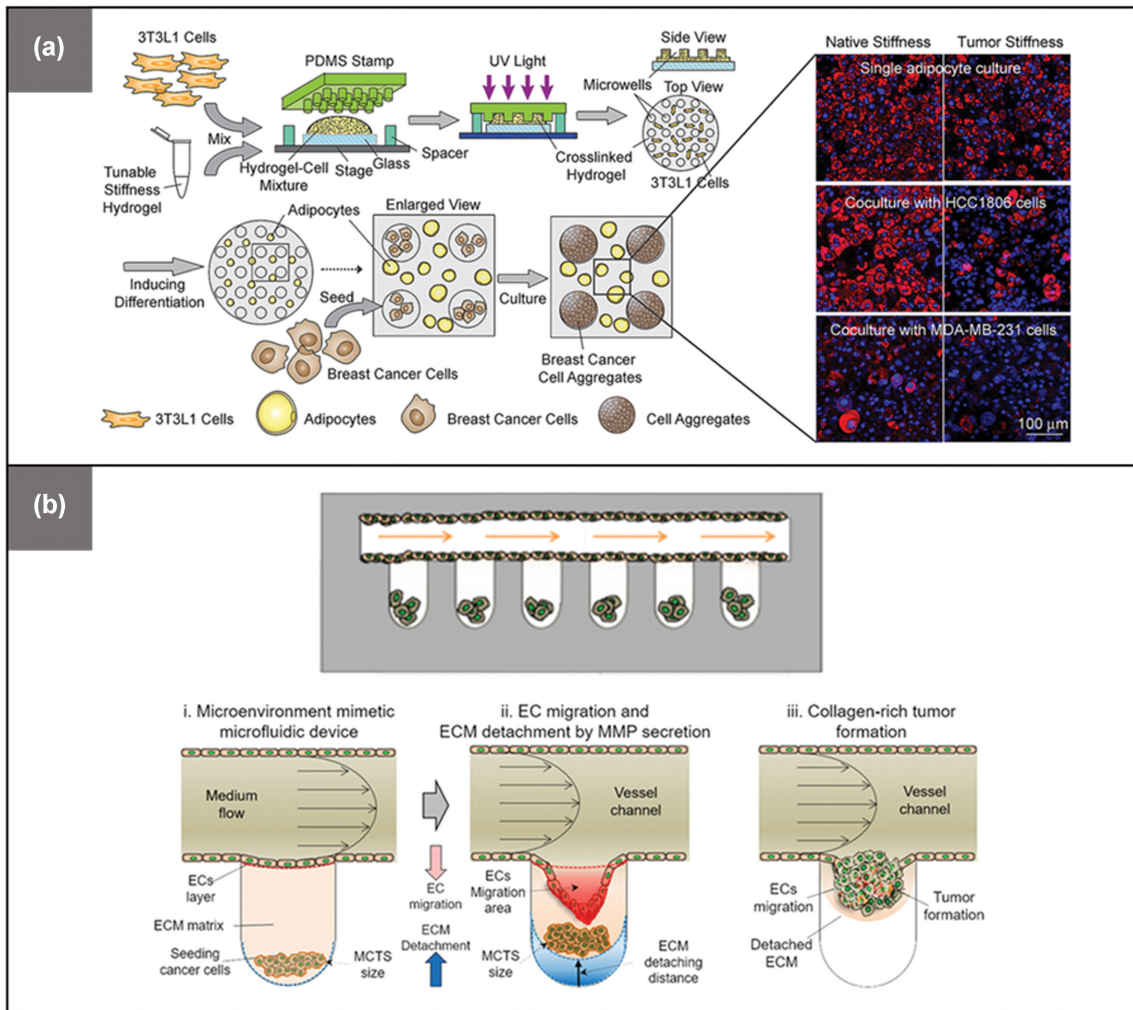 (a)
3T3L1 Cells
Mix
Tunable
Stiffness
Hydrogel
PDMS Stamp
Hydrogel-Cell
Mixture
Stage
Glass
Spacer
UV Light
Side View
Microwells
Top View
Crosslinked
Hydrogel
3T3L1 Cells
Inducing
Differentiation
Adipocytes
Seed
Breast Cancer Cells
Enlarged View
Culture
Breast Cancer
Cell Aggregates
3T3L1 Cells
Adipocytes
Breast Cancer Cells
Cell Aggregates
Native Stiffness
Tumor Stiffness
Single adipocyte culture
Coculture with HCC1806 cells
Coculture with MDA-MB-231 cells
100 µm
(b)
i. Microenvironment mimetic
microfluidic device
Medium
flow
ECs
layer
ECM matrix
Seeding
cancer cells
MCTS
size
EC
migration
ECM
Detachment
ii. EC migration and
ECM detachment by MMP secretion
Vessel
channel
ECs
Migration
area
MCTS
size
ECM
detaching
distance
iii. Collagen-rich tumor
formation
Vessel
channel
ECs
migration
Tumor
formation
Detached
ECM